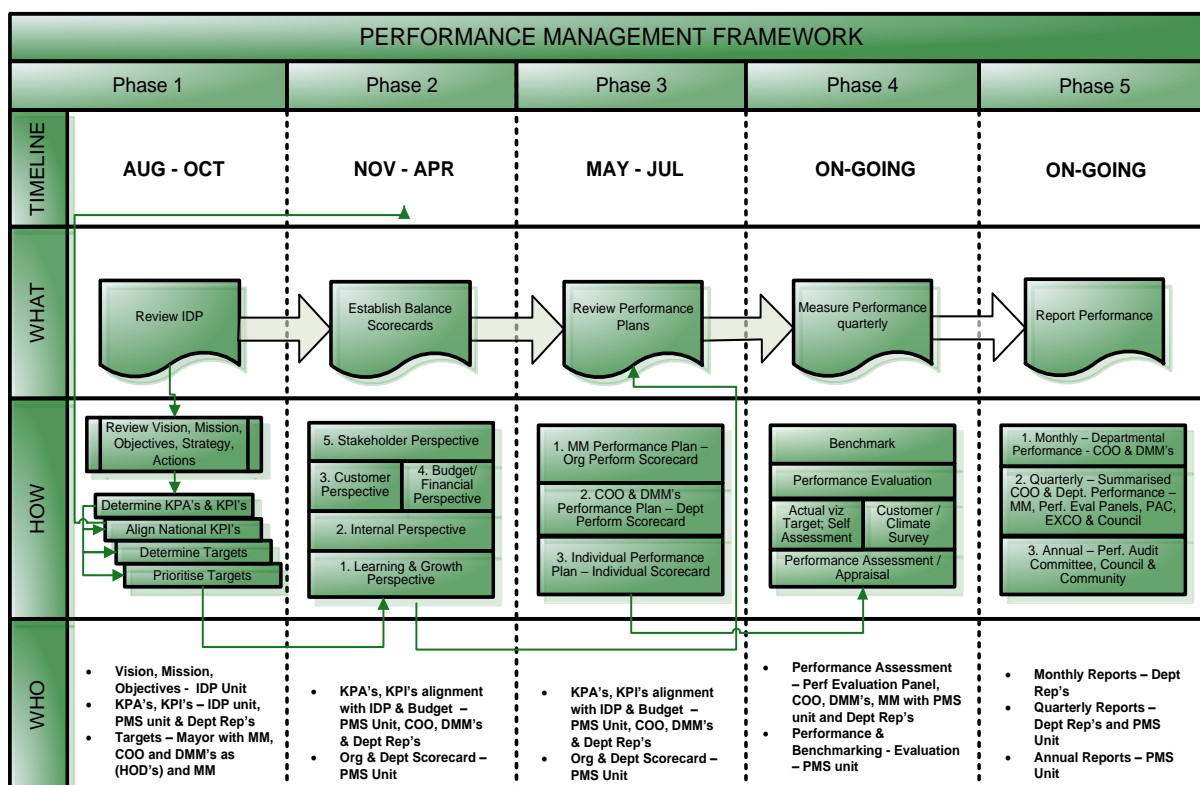 PERFORMANCE MANAGEMENT FRAMEWORK
Phase 1
Phase 2
Phase 3
Phase 4
Phase 5
TIMELINE
AUG - OCT
NOV - APR
MAY - JUL
ON-GOING
ON-GOING
WHAT
Review IDP
Establish Balance
Scorecards
Review Performance
Plans
Measure Performance
quarterly
Report Performance
HOW
Review Vision, Mission,
Objectives, Strategy,
Actions
Determine KPA's & KPI's
Align National KPI's
Determine Targets
Prioritise Targets
5. Stakeholder Perspective
3. Customer
Perspective
4. Budget/
Financial
Perspective
2. Internal Perspective
1. Learning & Growth
Perspective
1. MM Performance Plan –
Org Perform Scorecard
2. COO & DMM's
Performance Plan – Dept
Perform Scorecard
3. Individual Performance
Plan – Individual Scorecard
Benchmark
Performance Evaluation
Actual viz
Target; Self
Assessment
Customer /
Climate
Survey
Performance Assessment /
Appraisal
1. Monthly – Departmental
Performance - COO & DMM's
2. Quarterly – Summarised
COO & Dept. Performance –
MM, Perf. Eval Panels, PAC,
EXCO & Council
3. Annual – Perf. Audit
Committee, Council &
Community
WHO
• Vision, Mission,
Objectives - IDP Unit
• KPA's, KPI's – IDP unit,
PMS unit & Dept Rep's
• Targets – Mayor with MM,
COO and DMM's as
(HOD's) and MM
• KPA's, KPI's alignment
with IDP & Budget –
PMS Unit, COO, DMM's
& Dept Rep's
• Org & Dept Scorecard –
PMS Unit
• KPA's, KPI's alignment
with IDP & Budget –
PMS Unit, COO, DMM's
& Dept Rep's
• Org & Dept Scorecard –
PMS Unit
• Performance Assessment
– Perf Evaluation Panel,
COO, DMM's, MM with
PMS unit and Dept Rep's
• Performance &
Benchmarking - Evaluation
– PMS unit
• Monthly Reports – Dept
Rep's
• Quarterly Reports –
Dept Rep's and PMS
Unit
• Annual Reports – PMS
Unit